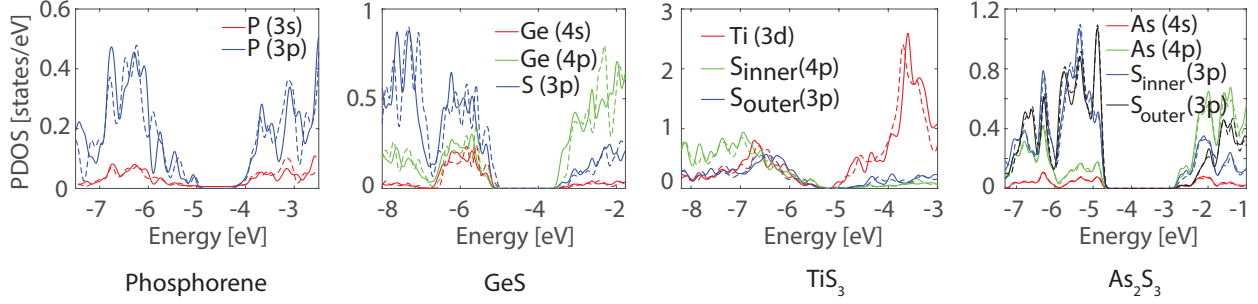 PDOS [states/eV]
0.6
0.4
0.2
0
P (3s)
P (3p)
-7 -6 -5 -4 -3
Energy [eV]
Phosphorene
1
0.5
0
Ge (4s)
Ge (4p)
S (3p)
-8 -6 -4 -2
Energy [eV]
GeS
3
2
1
0
Ti (3d)
Sinner(4p)
Souter(3p)
-8 -7 -6 -5 -4 -3
Energy [eV]
TiS3
1.2
0.8
0.4
0
As (4s)
As (4p)
Sinner(3p)
Souter(3p)
-7 -6 -5 -4 -3 -2 -1
Energy [eV]
As2S3